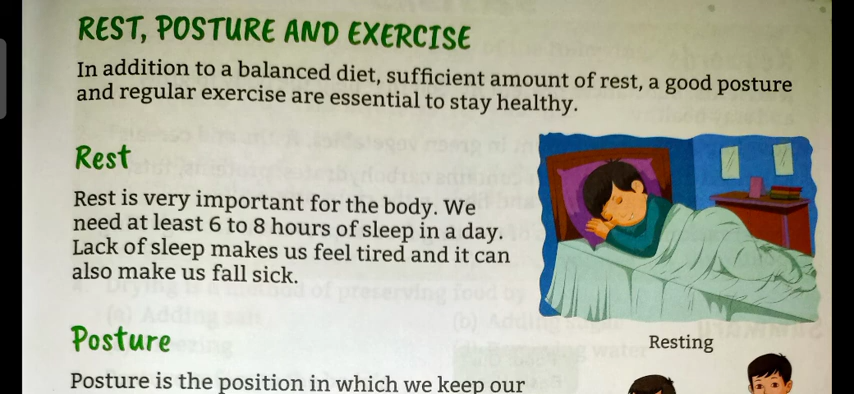 REST, POSTURE AND EXERCISE
In addition to a balanced diet, sufficient amount of rest, a good posture
and regular exercise are essential to stay healthy.
Rest
Rest is very important for the body. We
need at least 6 to 8 hours of sleep in a day.
Lack of sleep makes us feel tired and it can
also make us fall sick.
Resting
Posture
Posture is the position in which we keep our